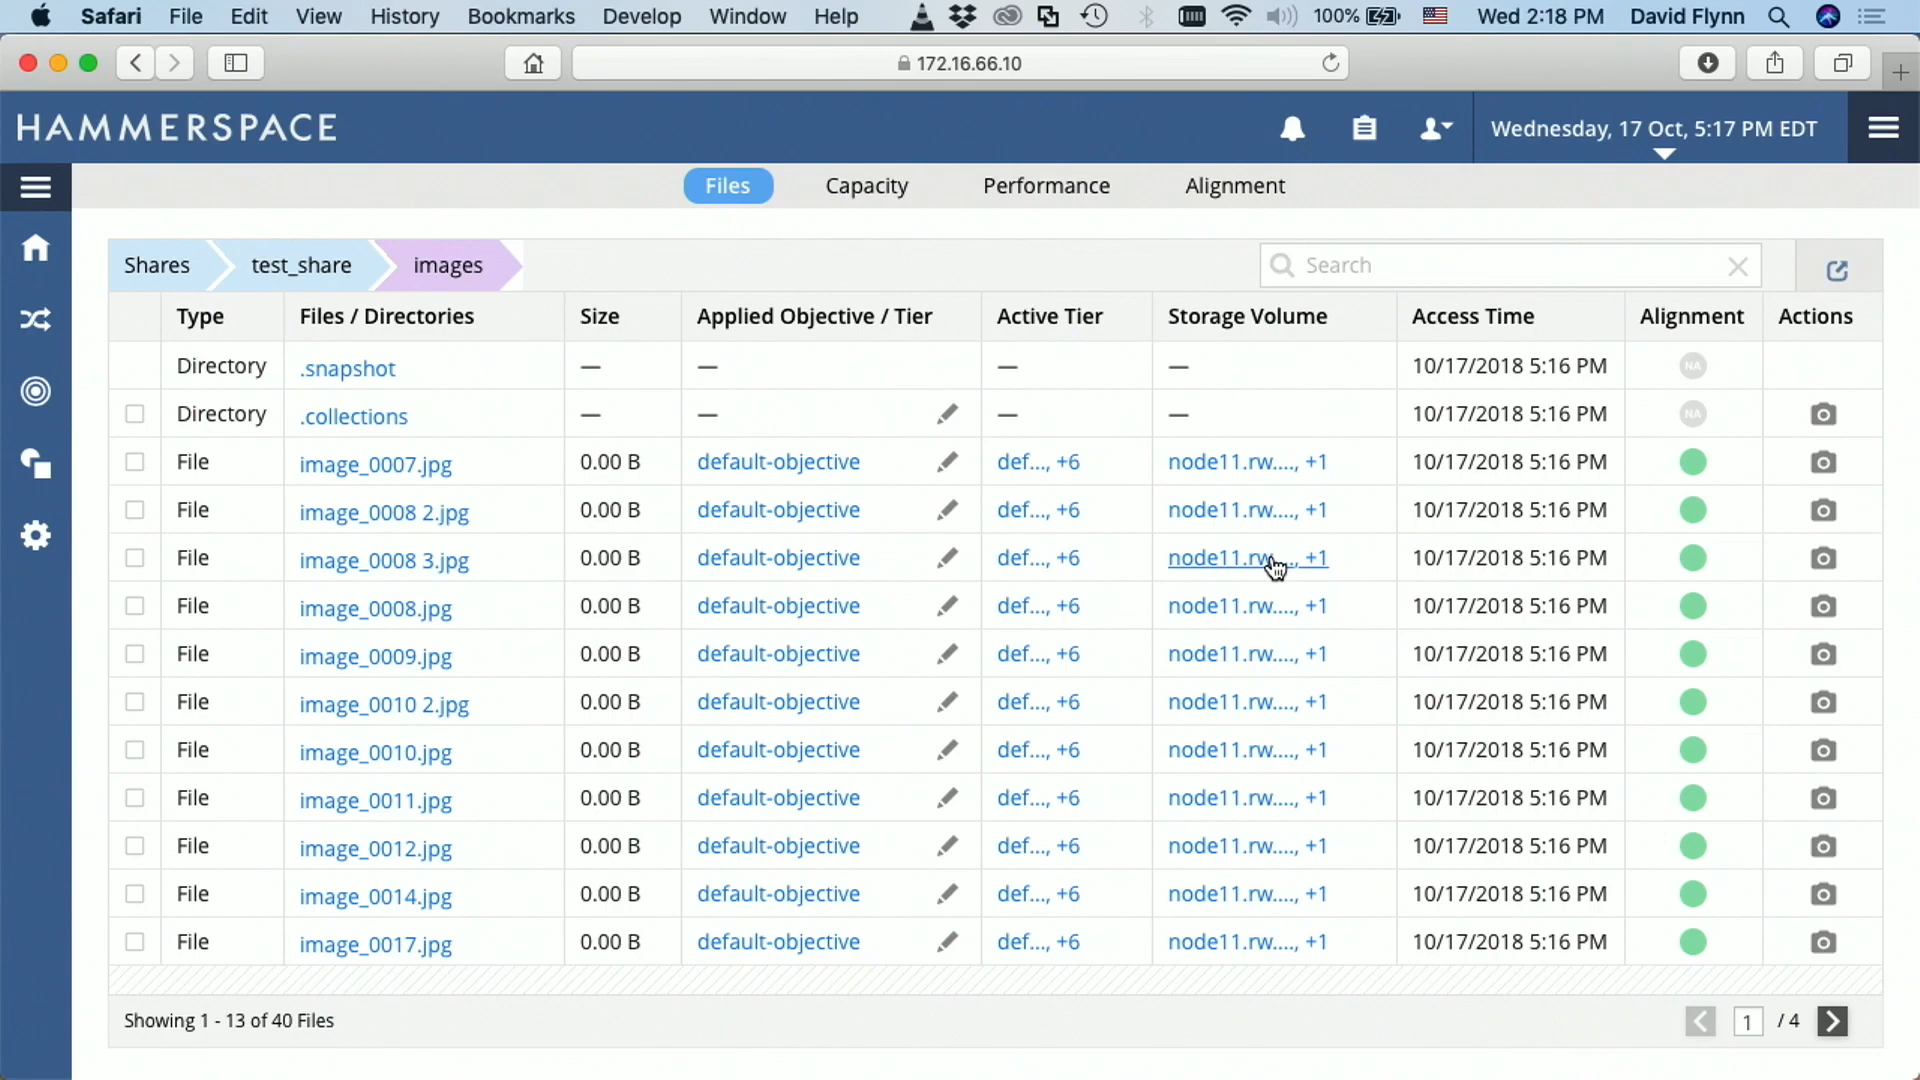 Safari File Edit View History Bookmarks Develop Window Help 100% Wed 2:18 PM David Flynn
172.16.66.10
HAMMERSPACE Wednesday, 17 Oct, 5:17 PM EDT
Files Capacity Performance Alignment
Shares test_share images Search
Type Files / Directories Size Applied Objective / Tier Active Tier Storage Volume Access Time Alignment Actions
Directory .snapshot — — — — 10/17/2018 5:16 PM NA
Directory .collections — — — — 10/17/2018 5:16 PM NA
File image_0007.jpg 0.00 B default-objective def..., +6 node11.rw...., +1 10/17/2018 5:16 PM
File image_0008 2.jpg 0.00 B default-objective def..., +6 node11.rw...., +1 10/17/2018 5:16 PM
File image_0008 3.jpg 0.00 B default-objective def..., +6 node11.rw...., +1 10/17/2018 5:16 PM
File image_0008.jpg 0.00 B default-objective def..., +6 node11.rw...., +1 10/17/2018 5:16 PM
File image_0009.jpg 0.00 B default-objective def..., +6 node11.rw...., +1 10/17/2018 5:16 PM
File image_0010 2.jpg 0.00 B default-objective def..., +6 node11.rw...., +1 10/17/2018 5:16 PM
File image_0010.jpg 0.00 B default-objective def..., +6 node11.rw...., +1 10/17/2018 5:16 PM
File image_0011.jpg 0.00 B default-objective def..., +6 node11.rw...., +1 10/17/2018 5:16 PM
File image_0012.jpg 0.00 B default-objective def..., +6 node11.rw...., +1 10/17/2018 5:16 PM
File image_0014.jpg 0.00 B default-objective def..., +6 node11.rw...., +1 10/17/2018 5:16 PM
File image_0017.jpg 0.00 B default-objective def..., +6 node11.rw...., +1 10/17/2018 5:16 PM
Showing 1 - 13 of 40 Files 1 / 4